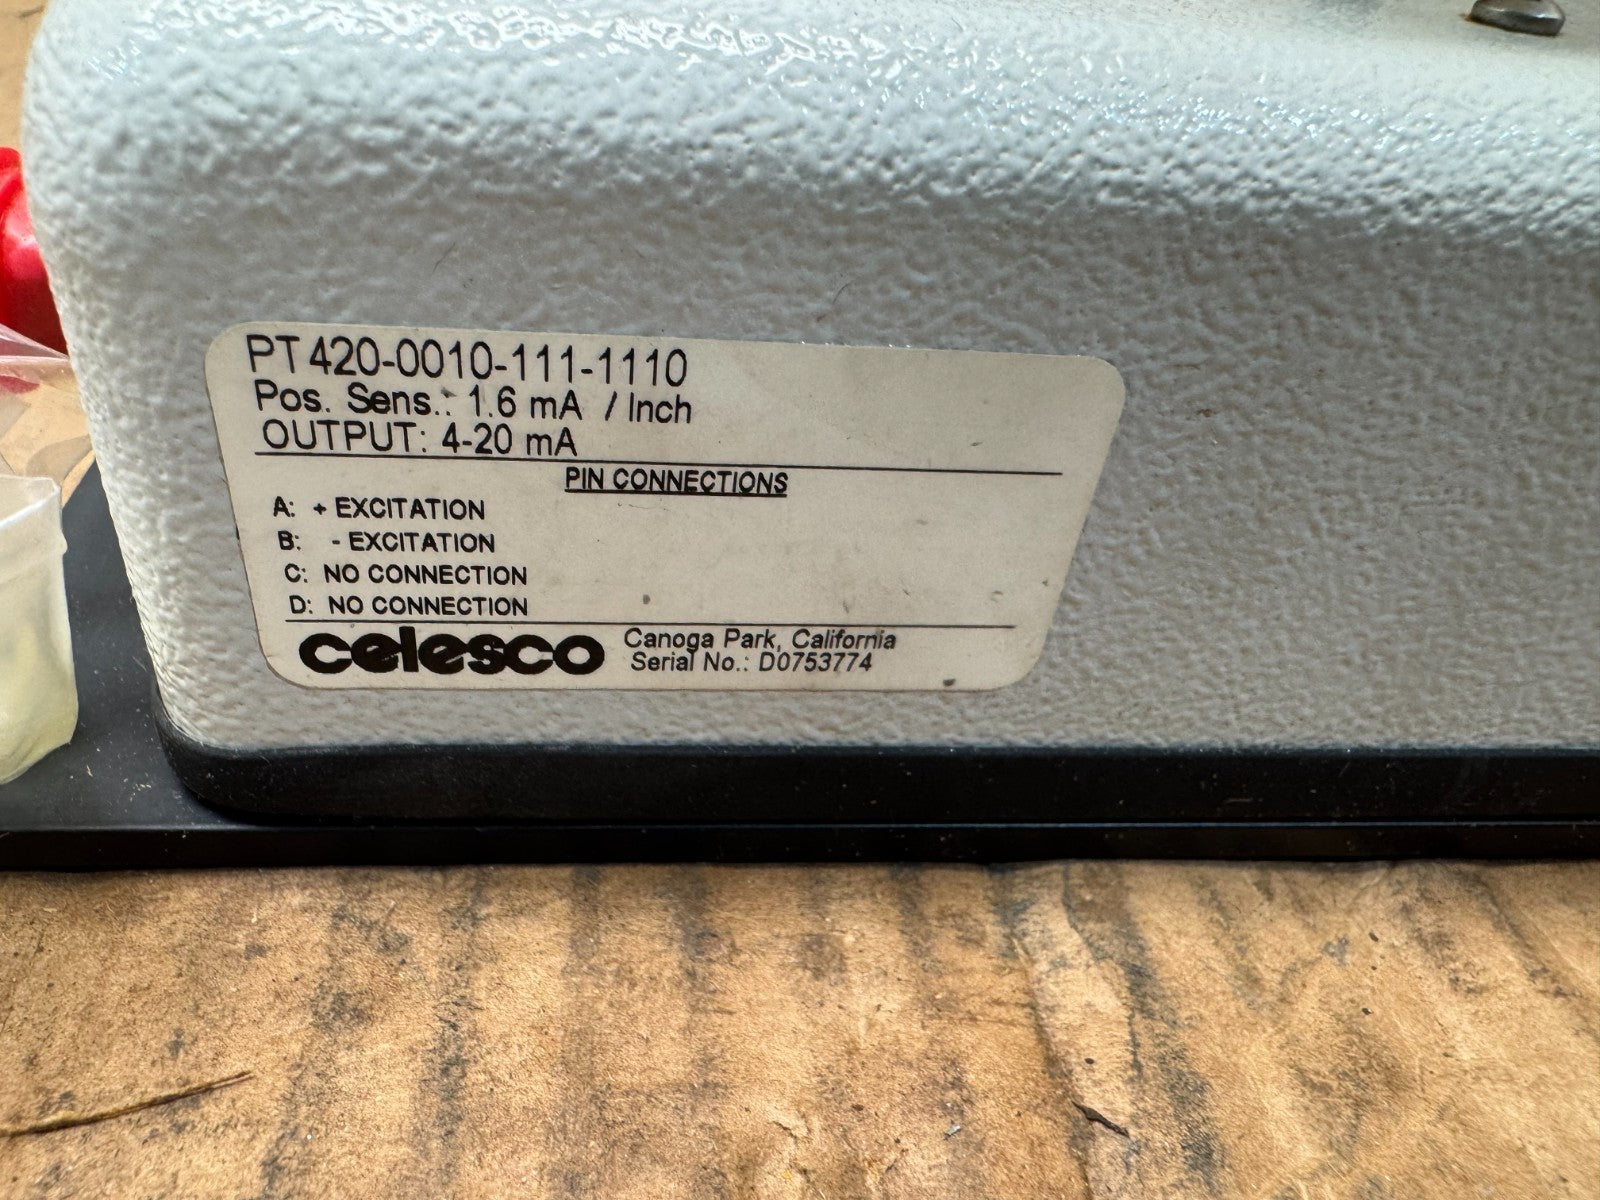 PT420-0010-111-1110
Pos. Sens.: 1.6 mA / Inch
OUTPUT: 4-20 mA
PIN CONNECTIONS
A: + EXCITATION
B: - EXCITATION
C: NO CONNECTION
D: NO CONNECTION
celesco Canoga Park, California
Serial No.: D0753774